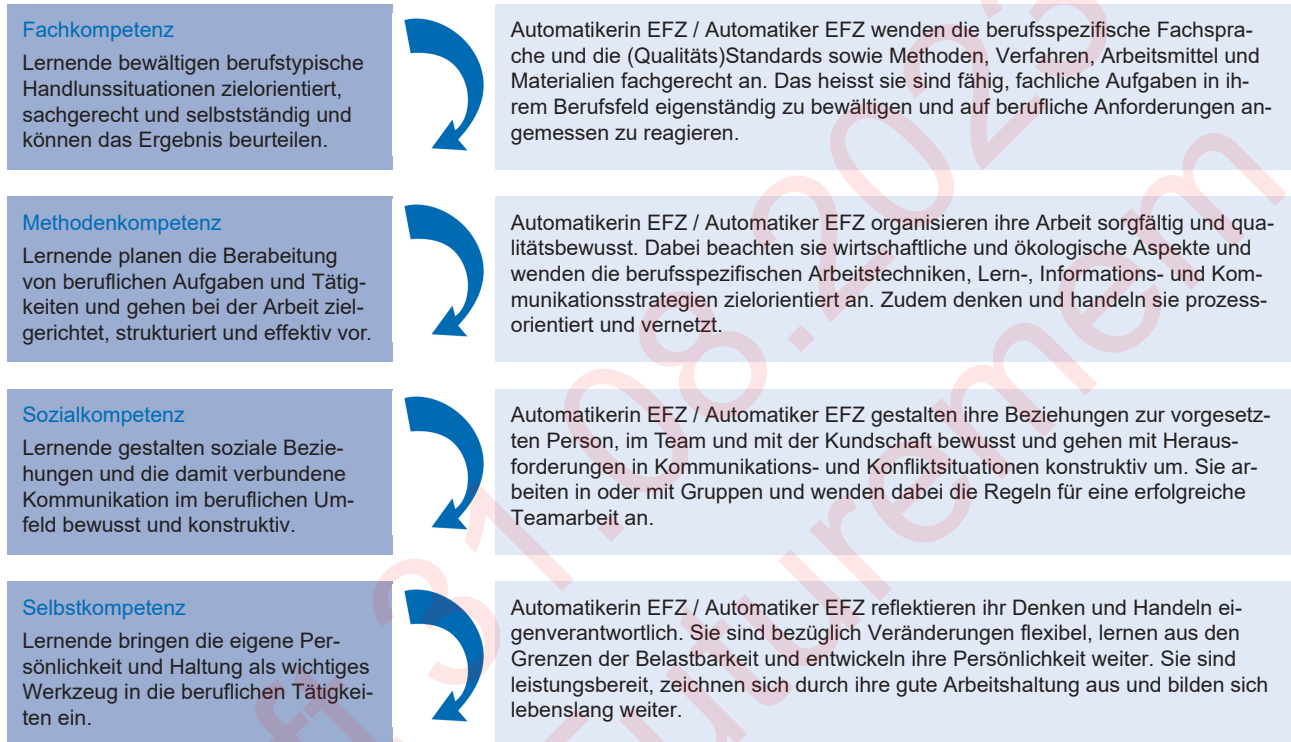 Fachkompetenz
Lernende bewältigen berufstypische
Handlunssituationen zielorientiert,
sachgerecht und selbstständig und
können das Ergebnis beurteilen.
Automatikerin EFZ / Automatiker EFZ wenden die berufsspezifische Fachspra-
che und die (Qualitäts)Standards sowie Methoden, Verfahren, Arbeitsmittel und
Materialien fachgerecht an. Das heisst sie sind fähig, fachliche Aufgaben in ih-
rem Berufsfeld eigenständig zu bewältigen und auf berufliche Anforderungen an-
gemessen zu reagieren.
Methodenkompetenz
Lernende planen die Berabeitung
von beruflichen Aufgaben und Tätig-
keiten und gehen bei der Arbeit ziel-
gerichtet, strukturiert und effektiv vor.
Automatikerin EFZ / Automatiker EFZ organisieren ihre Arbeit sorgfältig und qua-
litätsbewusst. Dabei beachten sie wirtschaftliche und ökologische Aspekte und
wenden die berufsspezifischen Arbeitstechniken, Lern-, Informations- und Kom-
munikationsstrategien zielorientiert an. Zudem denken und handeln sie prozess-
orientiert und vernetzt.
Sozialkompetenz
Lernende gestalten soziale Bezie-
hungen und die damit verbundene
Kommunikation im beruflichen Um-
feld bewusst und konstruktiv.
Automatikerin EFZ / Automatiker EFZ gestalten ihre Beziehungen zur vorgesetz-
ten Person, im Team und mit der Kundschaft bewusst und gehen mit Heraus-
forderungen in Kommunikations- und Konfliktsituationen konstruktiv um. Sie ar-
beiten in oder mit Gruppen und wenden dabei die Regeln für eine erfolgreiche
Teamarbeit an.
Selbstkompetenz
Lernende bringen die eigene Per-
sönlichkeit und Haltung als wichtiges
Werkzeug in die beruflichen Tätigkei-
ten ein.
Automatikerin EFZ / Automatiker EFZ reflektieren ihr Denken und Handeln ei-
genverantwortlich. Sie sind bezüglich Veränderungen flexibel, lernen aus den
Grenzen der Belastbarkeit und entwickeln ihre Persönlichkeit weiter. Sie sind
leistungsbereit, zeichnen sich durch ihre gute Arbeitshaltung aus und bilden sich
lebenslang weiter.
31.08.2023
futuremem